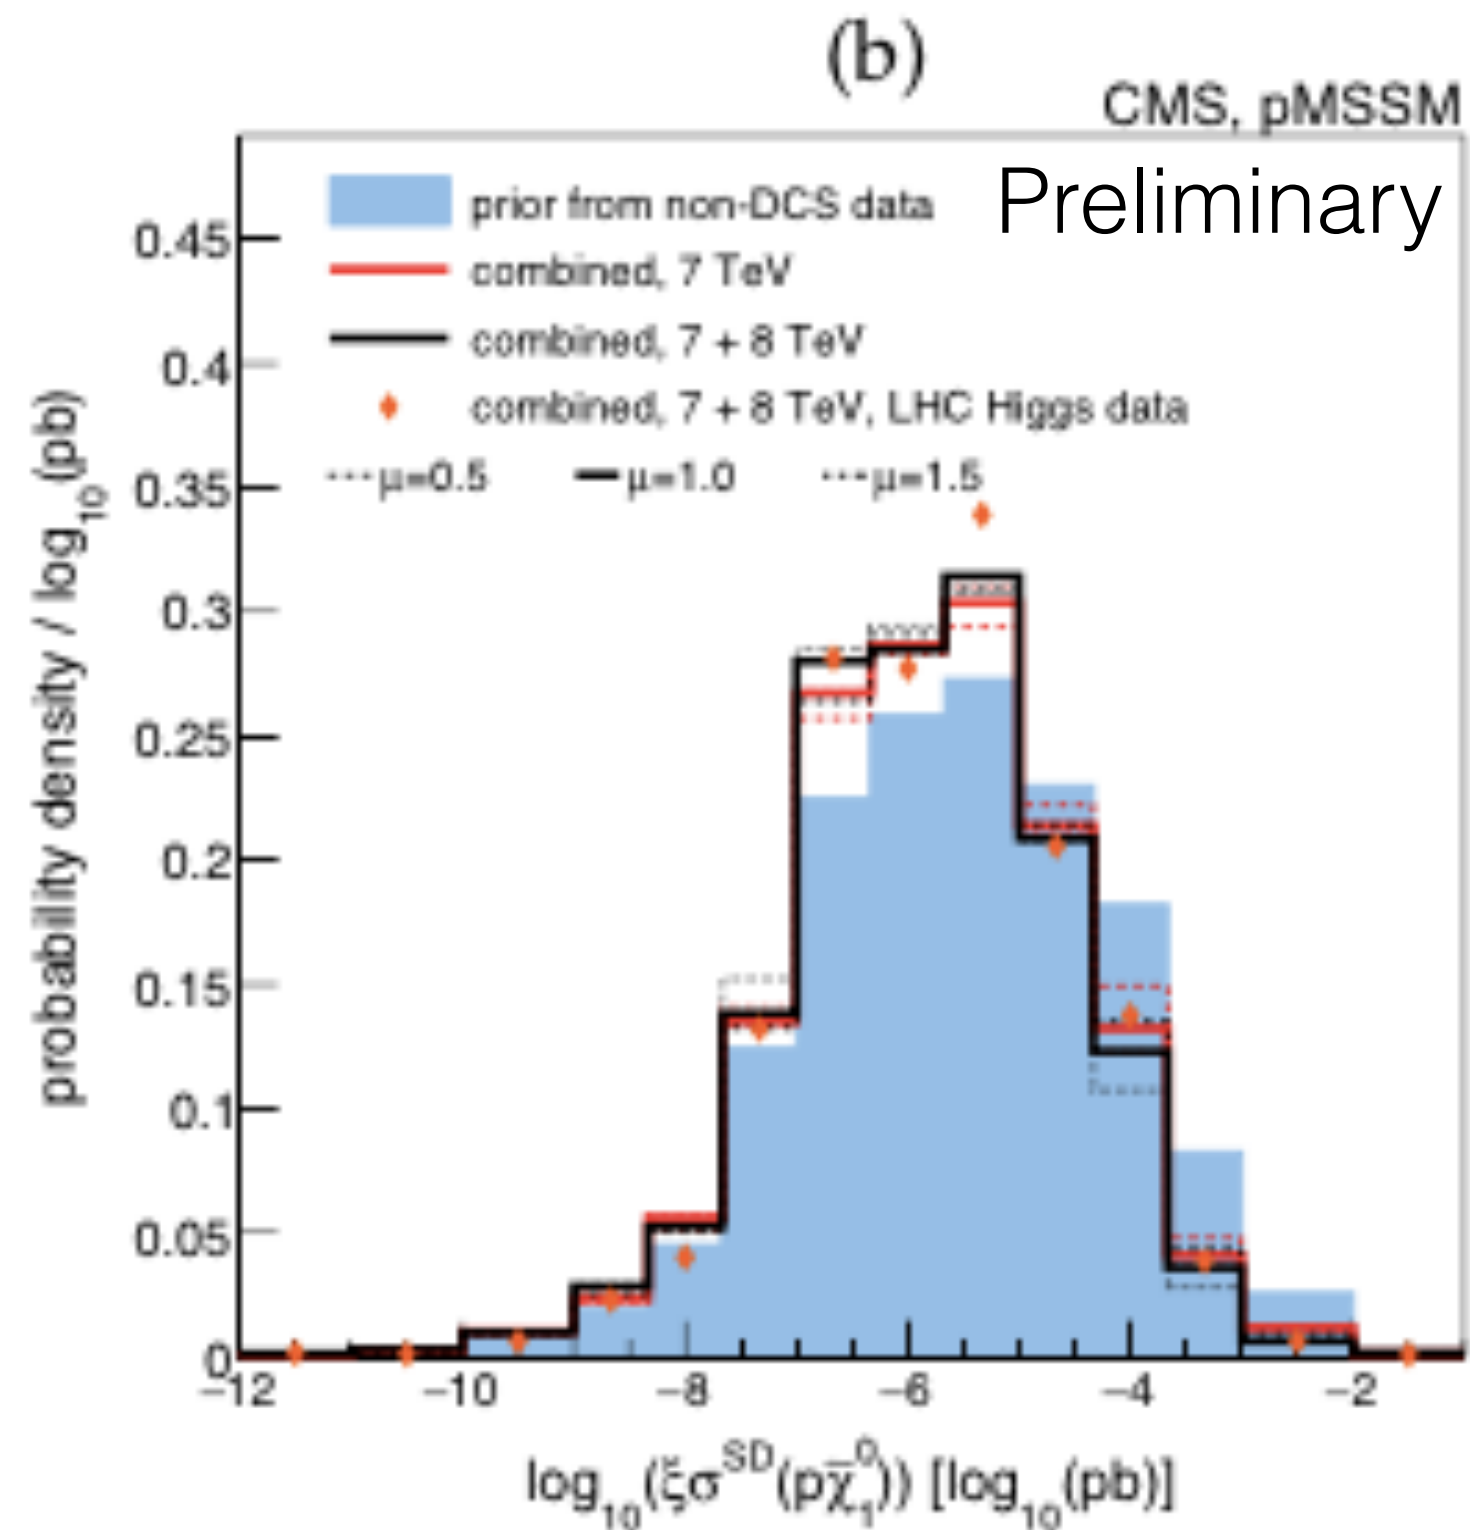 (b)
CMS, pMSSM
Preliminary
prior from non-DCS data
combined, 7 TeV
combined, 7 + 8 TeV
combined, 7 + 8 TeV, LHC Higgs data
μ=0.5 μ=1.0 μ=1.5
probability density / log₁₀(pb)
0.45
0.4
0.35
0.3
0.25
0.2
0.15
0.1
0.05
0
−12 −10 −8 −6 −4 −2
log₁₀(ξσ^SD(pχ̃₁⁰)) [log₁₀(pb)]